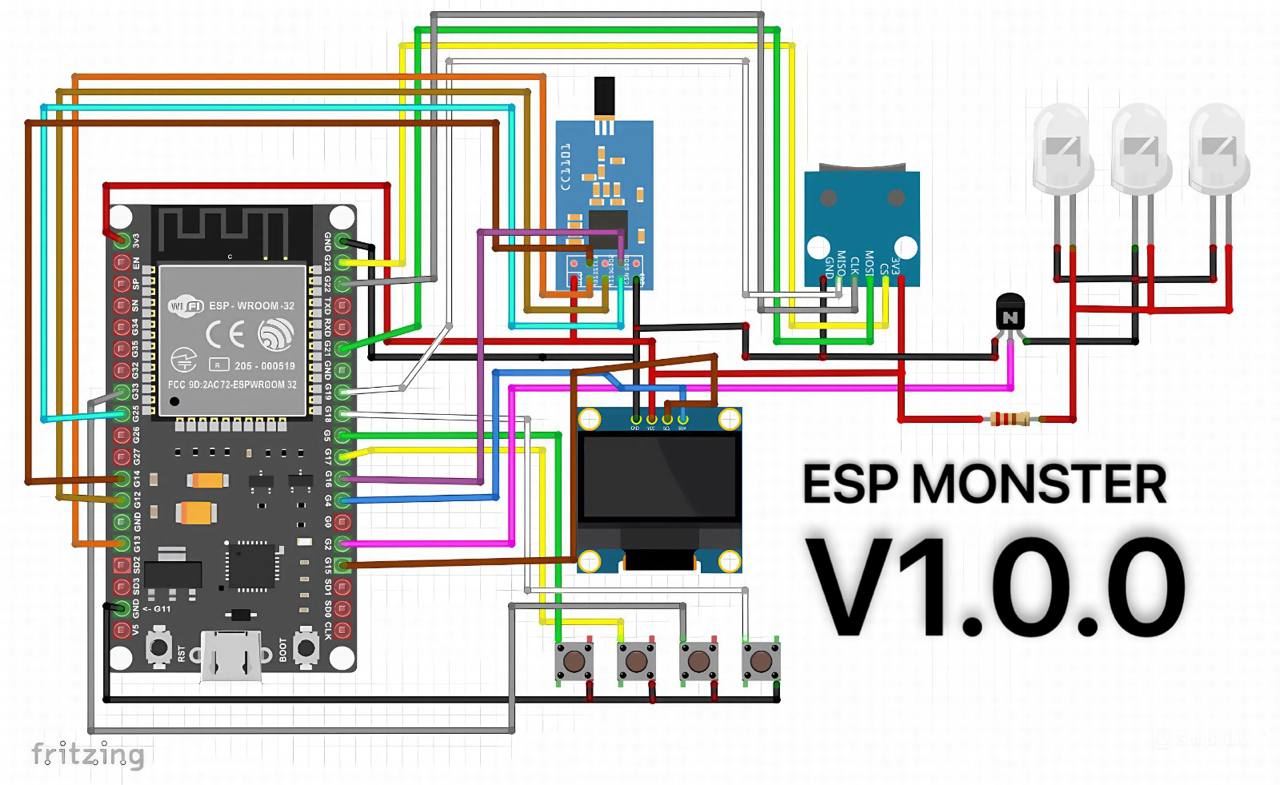 CC1101
3v3
EN
SP
SN
G34
G35
G32
G33
G25
G26
G27
G14
G12
GND
G13
SD2
SD3
GND <- G11
V5
GND
G23
G22
TXD
RXD
G21
GND
G19
G18
G5
G17
G16
G4
G0
G2
G15
SD1
SD0
CLK
C
Wi Fi ESP - WROOM -32
CE
R 205 - 000519
FCC 9D:2AC72-ESPWROOM 32
RST
BOOT
GND
MISO
CLK
MOSI
CS
3V3
N
GND VCC SCL SDA
ESP MONSTER
V1.0.0
fritzing